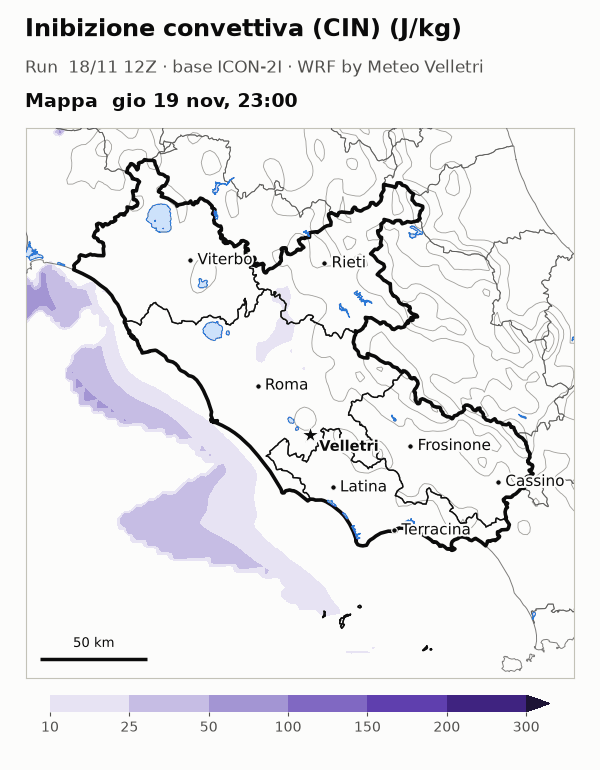 Inibizione convettiva (CIN) (J/kg)
Run  18/11 12Z · base ICON-2I · WRF by Meteo Velletri
Mappa  gio 19 nov, 23:00
Viterbo
Rieti
Roma
Velletri
Frosinone
Cassino
Latina
Terracina
50 km
10 25 50 100 150 200 300